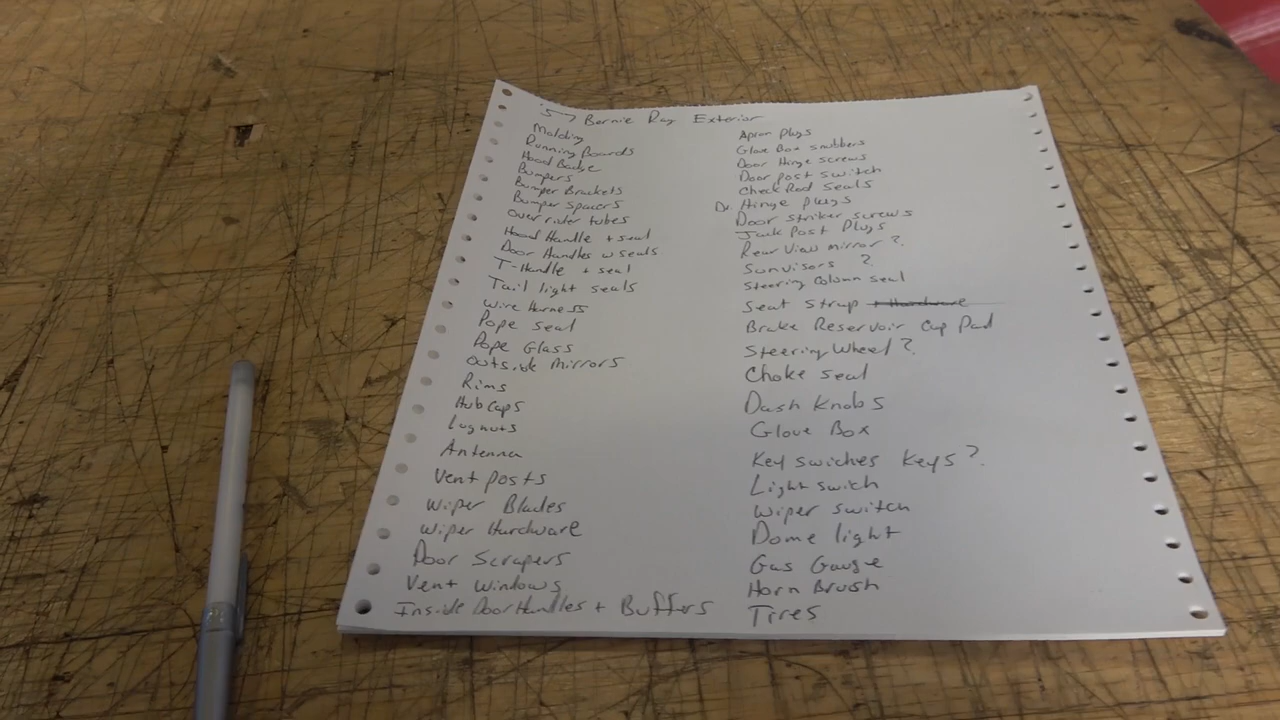 '5 → Bernie Ray Exterior
Molding
Running Boards
Hood Badge
Bumpers
Bumper Brackets
Bumper spacers
Over rider tubes
Hood Handle + seal
Door Handles w seals
T-Handle + seal
Tail light seals
Wire Harness
Pope seal
Pope Glass
Outside Mirrors
Rims
Hub Caps
Lugnuts
Antenna
Vent posts
Wiper Blades
Wiper Hardware
Door Scrapers
Vent Windows
Inside Door Handles + Buffers
Apron Plugs
Glove Box snubbers
Door Hinge screws
Door post switch
Check Rod seals
Dr. Hinge plugs
Door striker screws
Jack Post Plugs
Rear View mirror ?
Sunvisors ?
Steering Column seal
Seat Strap + Hardware
Brake Reservoir Cap Pad
Steering Wheel ?
Choke seal
Dash Knobs
Glove Box
Key swiches Keys ?
Light swich
Wiper switch
Dome light
Gas Gauge
Horn Brush
Tires